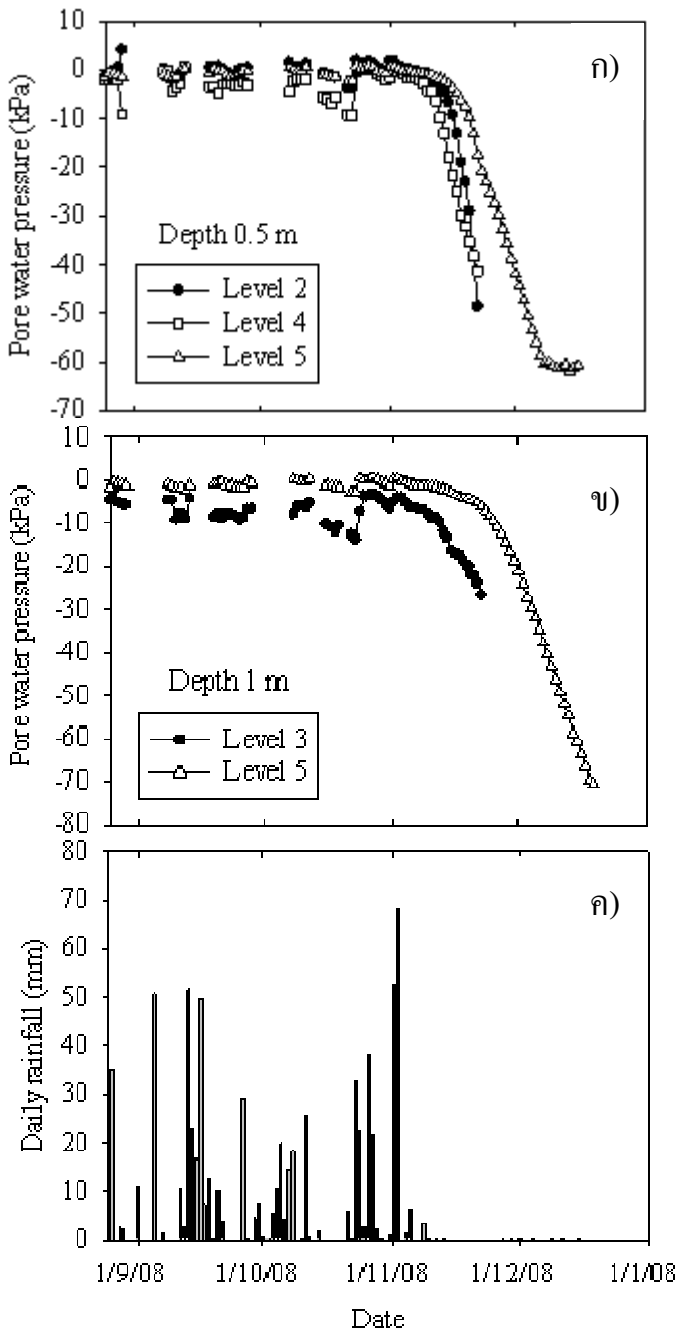 10
0
-10
-20
-30
-40
-50
-60
-70
Pore water pressure (kPa)
ก)
Depth 0.5 m
Level 2
Level 4
Level 5
10
0
-10
-20
-30
-40
-50
-60
-70
-80
Pore water pressure (kPa)
ข)
Depth 1 m
Level 3
Level 5
80
70
60
50
40
30
20
10
0
Daily rainfall (mm)
ค)
1/9/08
1/10/08
1/11/08
1/12/08
1/1/08
Date